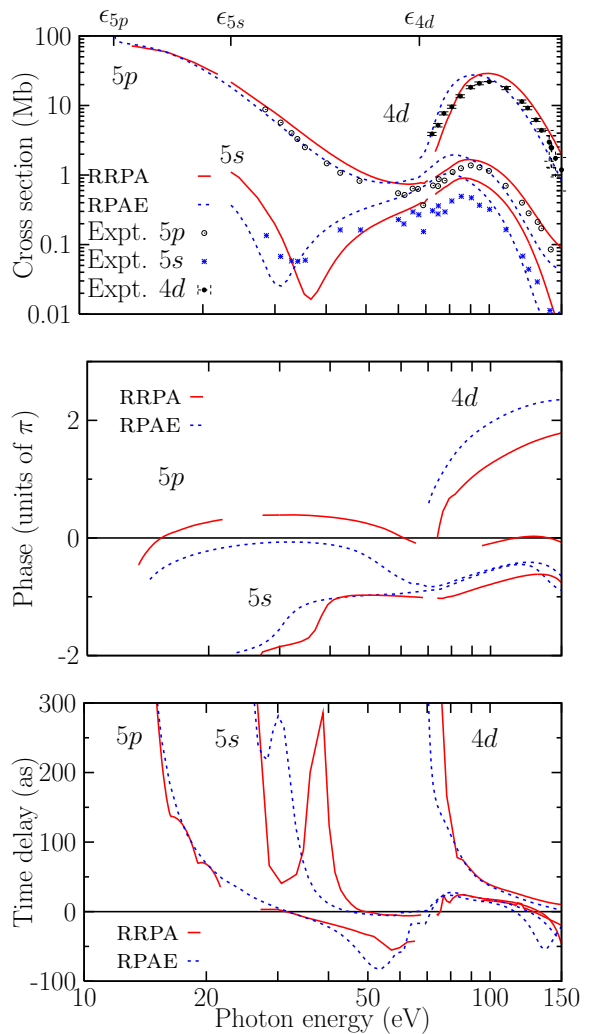 ϵ5p ϵ5s ϵ4d
100
10
1
0.1
0.01
Cross section (Mb)
5p
4d
5s
RRPA
RPAE
Expt. 5p
Expt. 5s
Expt. 4d
2
0
-2
Phase (units of π)
RRPA
RPAE
4d
5p
5s
300
200
100
0
-100
Time delay (as)
5p 5s 4d
RRPA
RPAE
10 20 50 100 150
Photon energy (eV)